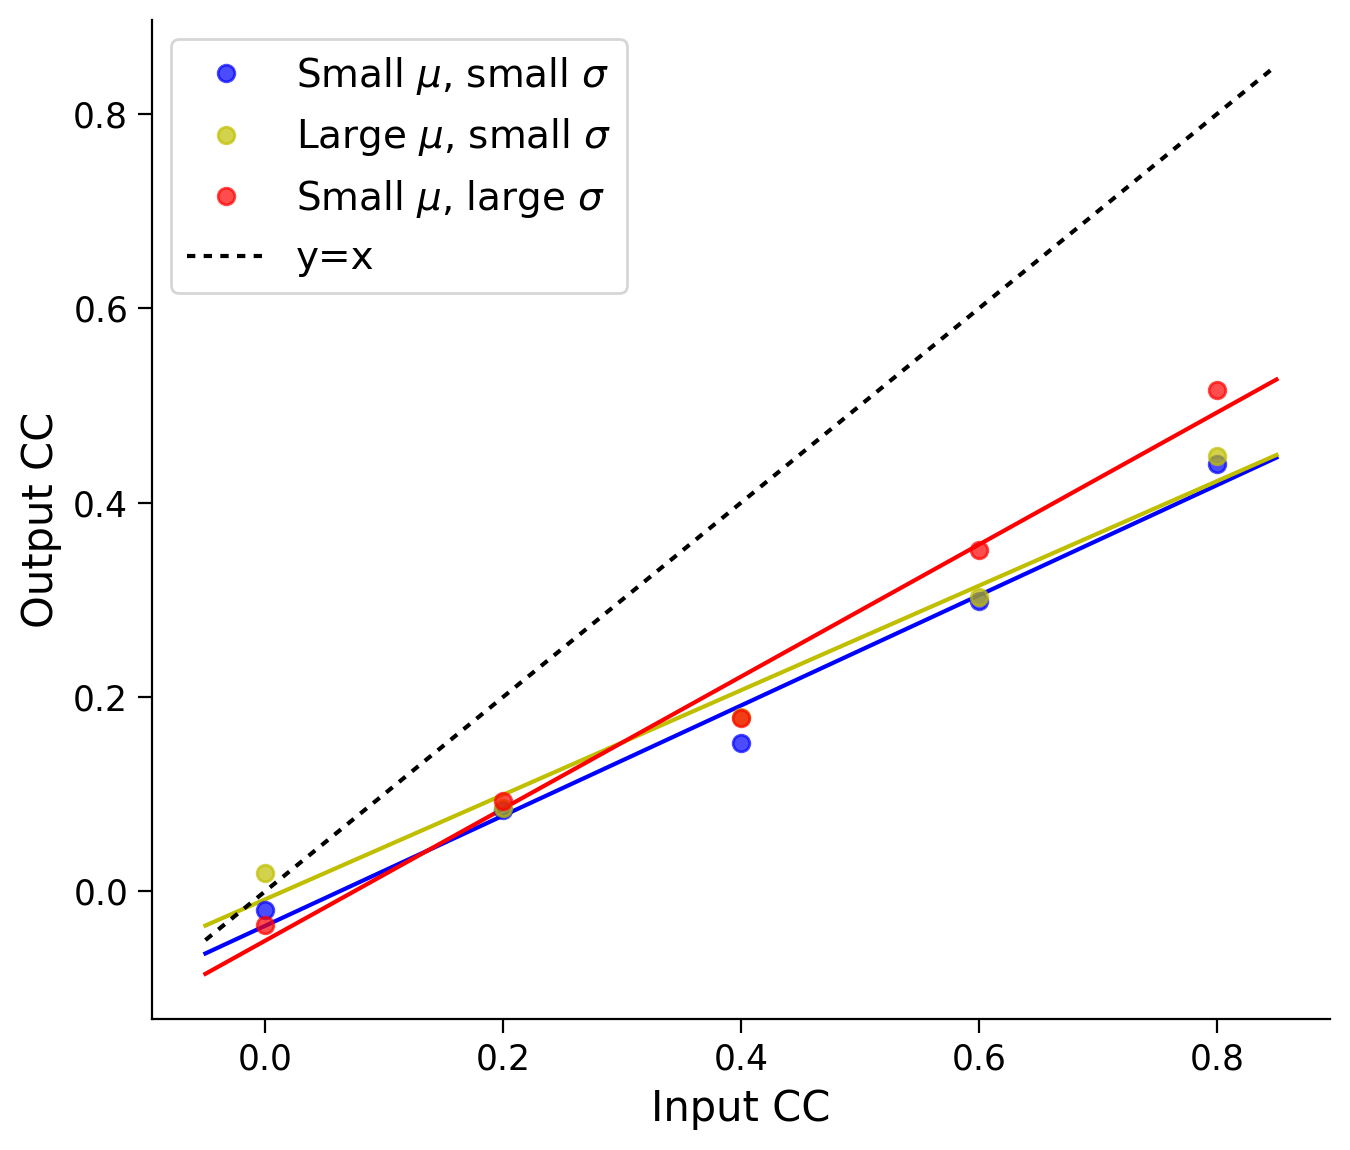 Small μ, small σ
Large μ, small σ
Small μ, large σ
y=x
0.8
0.6
0.4
0.2
0.0
Output CC
0.0 0.2 0.4 0.6 0.8
Input CC